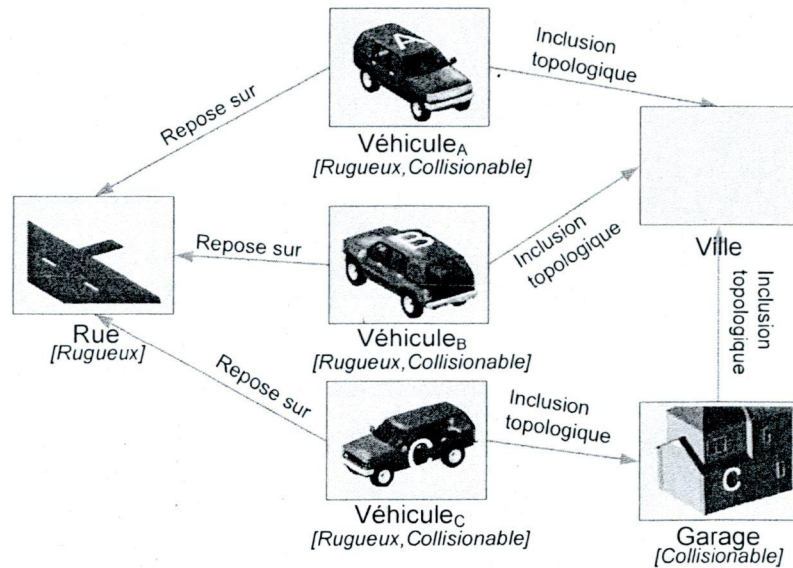 A
Inclusion
topologique
Repose sur
Véhicule_A
[Rugueux,Collisionable]
B
Repose sur
Inclusion
topologique
Ville
Rue
[Rugueux]
Véhicule_B
[Rugueux,Collisionable]
Inclusion
topologique
Repose sur
C
Inclusion
topologique
C
Véhicule_C
[Rugueux,Collisionable]
Garage
[Collisionable]